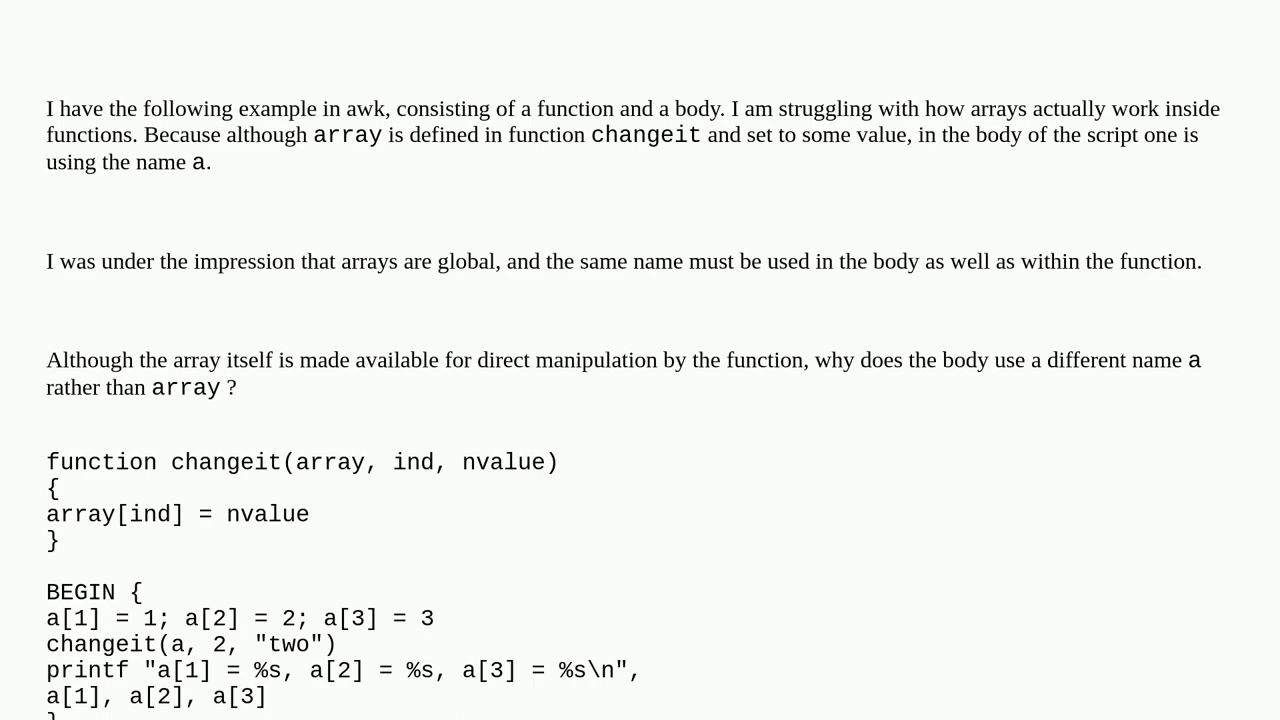 I have the following example in awk, consisting of a function and a body. I am struggling with how arrays actually work inside
functions. Because although array is defined in function changeit and set to some value, in the body of the script one is
using the name a.
I was under the impression that arrays are global, and the same name must be used in the body as well as within the function.
Although the array itself is made available for direct manipulation by the function, why does the body use a different name a
rather than array ?
function changeit(array, ind, nvalue)
{
array[ind] = nvalue
}
BEGIN {
a[1] = 1; a[2] = 2; a[3] = 3
changeit(a, 2, "two")
printf "a[1] = %s, a[2] = %s, a[3] = %s\n",
a[1], a[2], a[3]
}